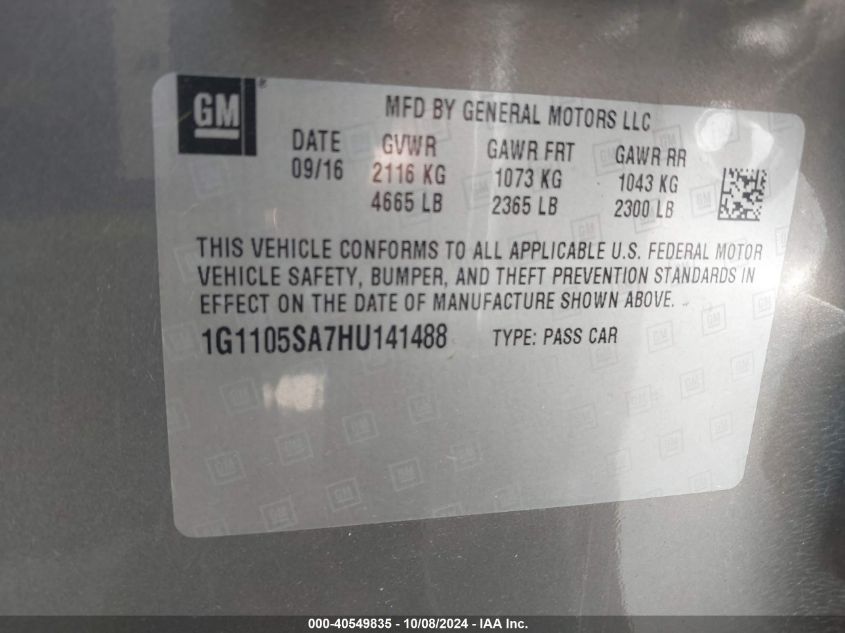 GM
MFD BY GENERAL MOTORS LLC
DATE GVWR GAWR FRT GAWR RR
09/16 2116 KG 1073 KG 1043 KG
4665 LB 2365 LB 2300 LB
THIS VEHICLE CONFORMS TO ALL APPLICABLE U.S. FEDERAL MOTOR
VEHICLE SAFETY, BUMPER, AND THEFT PREVENTION STANDARDS IN
EFFECT ON THE DATE OF MANUFACTURE SHOWN ABOVE.
1G1105SA7HU141488 TYPE: PASS CAR
000-40549835 - 10/08/2024 - IAA Inc.